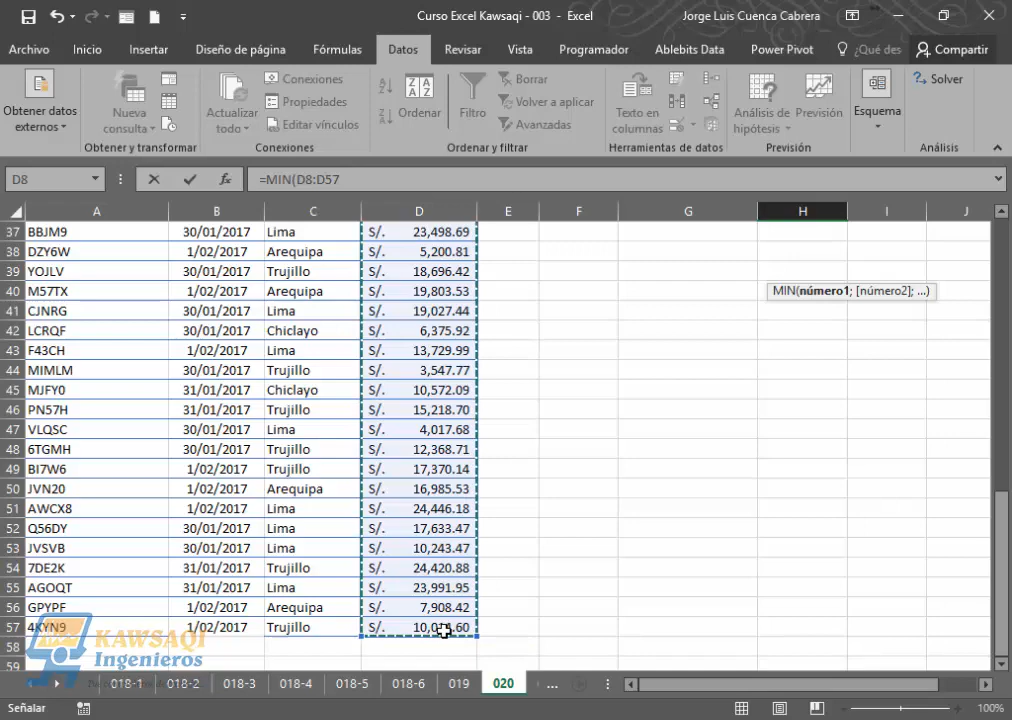 Curso Excel Kawsaqi - 003 - Excel
Jorge Luis Cuenca Cabrera
Archivo Inicio Insertar Diseño de página Fórmulas Datos Revisar Vista Programador Ablebits Data Power Pivot ¿Qué des Compartir
Obtener datos externos
Nueva consulta
Actualizar todo
Conexiones
Propiedades
Editar vínculos
Ordenar
Filtro
Borrar
Volver a aplicar
Avanzadas
Texto en columnas
Análisis de hipótesis
Previsión
Esquema
Solver
Obtener y transformar Conexiones Ordenar y filtrar Herramientas de datos Previsión Análisis
D8 fx =MIN(D8:D57
A B C D E F G H I J
37 BBJM9 30/01/2017 Lima S/. 23,498.69
38 DZY6W 1/02/2017 Arequipa S/. 5,200.81
39 YOJLV 30/01/2017 Trujillo S/. 18,696.42
40 M57TX 1/02/2017 Arequipa S/. 19,803.53 MIN(número1; [número2]; ...)
41 CJNRG 30/01/2017 Lima S/. 19,027.44
42 LCRQF 30/01/2017 Chiclayo S/. 6,375.92
43 F43CH 1/02/2017 Lima S/. 13,729.99
44 MIMLM 30/01/2017 Trujillo S/. 3,547.77
45 MJFY0 31/01/2017 Chiclayo S/. 10,572.09
46 PN57H 31/01/2017 Trujillo S/. 15,218.70
47 VLQSC 30/01/2017 Lima S/. 4,017.68
48 6TGMH 30/01/2017 Trujillo S/. 12,368.71
49 BI7W6 1/02/2017 Trujillo S/. 17,370.14
50 JVN20 1/02/2017 Arequipa S/. 16,985.53
51 AWCX8 1/02/2017 Lima S/. 24,446.18
52 Q56DY 30/01/2017 Lima S/. 17,633.47
53 JVSVB 30/01/2017 Lima S/. 10,243.47
54 7DE2K 31/01/2017 Trujillo S/. 24,420.88
55 AGOQT 31/01/2017 Lima S/. 23,991.95
56 GPYPF 1/02/2017 Arequipa S/. 7,908.42
57 4KYN9 1/02/2017 Trujillo S/.
58
59
KAWSAQI
Ingenieros
018-1 018-2 018-3 018-4 018-5 018-6 019 020 ...
Señalar 100%